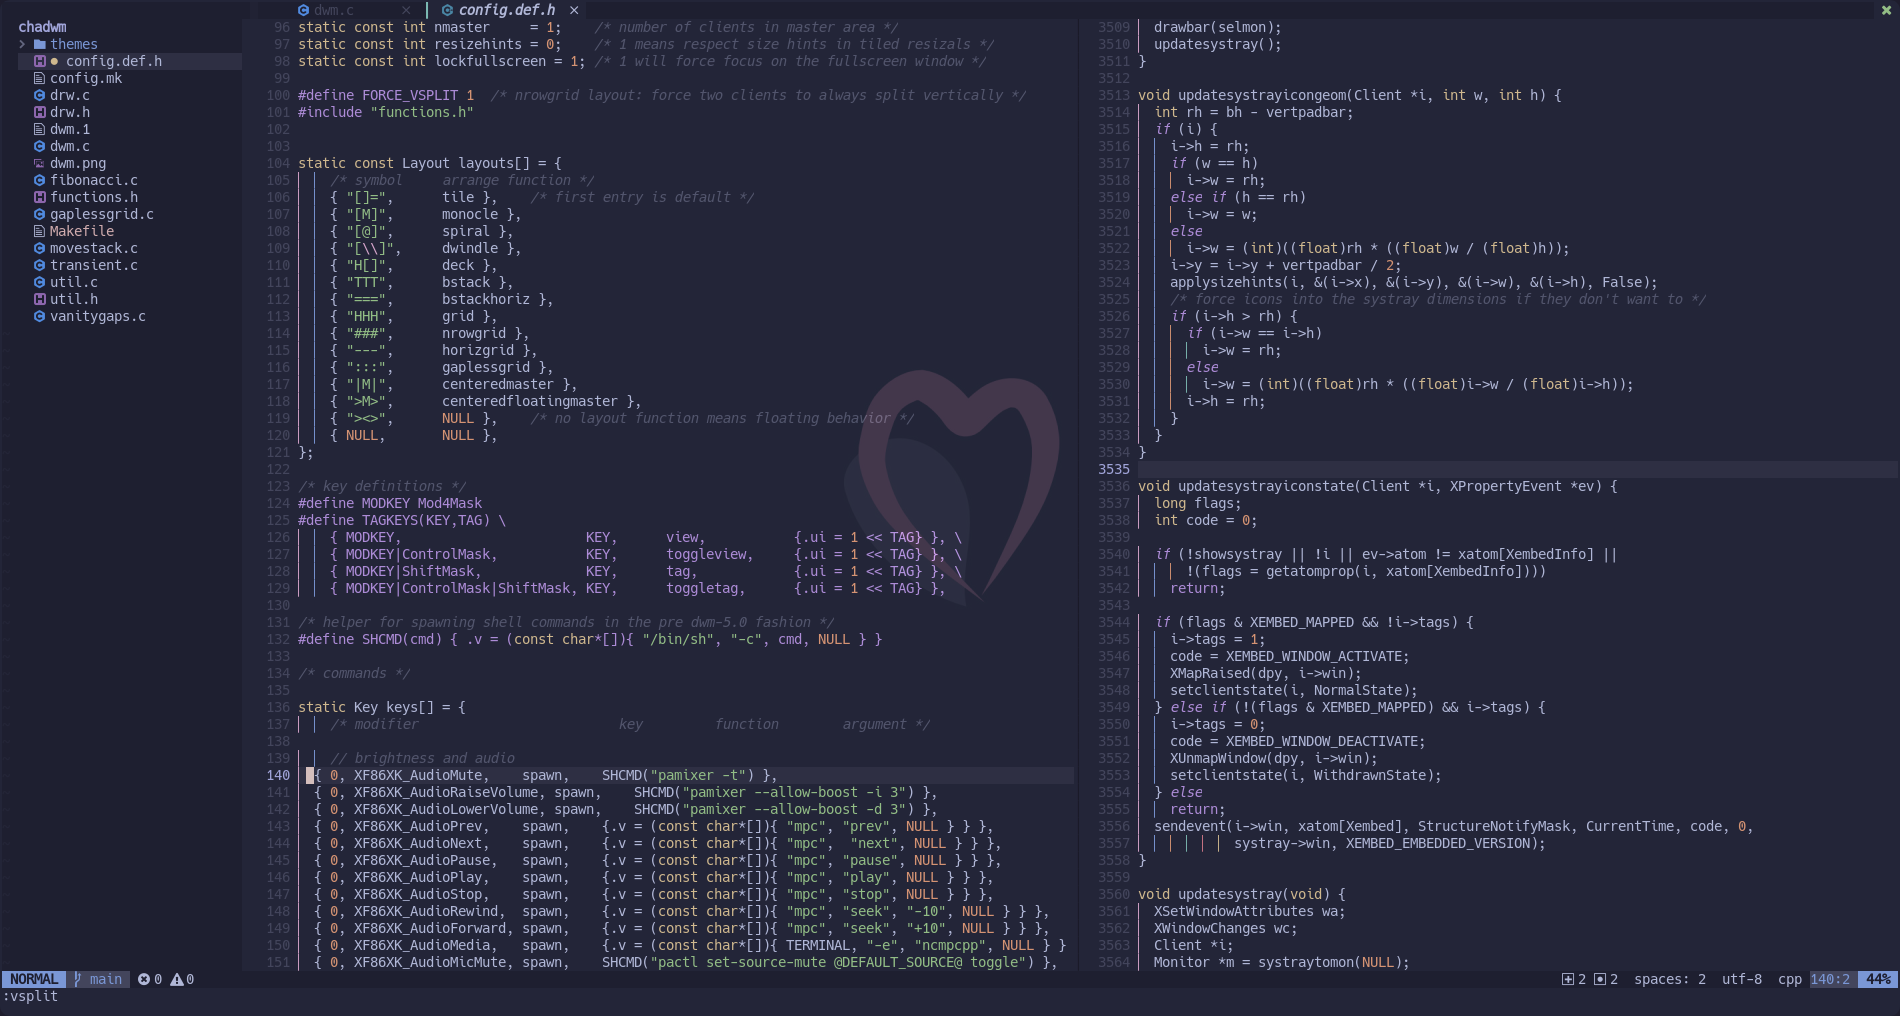 dwm.c × config.def.h ×
chadwm
themes
config.def.h
config.mk
drw.c
drw.h
dwm.1
dwm.c
dwm.png
fibonacci.c
functions.h
gaplessgrid.c
Makefile
movestack.c
transient.c
util.c
util.h
vanitygaps.c
96 static const int nmaster     = 1;    /* number of clients in master area */
97 static const int resizehints = 0;    /* 1 means respect size hints in tiled resizals */
98 static const int lockfullscreen = 1; /* 1 will force focus on the fullscreen window */
99
100 #define FORCE_VSPLIT 1  /* nrowgrid layout: force two clients to always split vertically */
101 #include "functions.h"
102
103
104 static const Layout layouts[] = {
105     /* symbol     arrange function */
106     { "[]=",      tile },    /* first entry is default */
107     { "[M]",      monocle },
108     { "[@]",      spiral },
109     { "[\\]",     dwindle },
110     { "H[]",      deck },
111     { "TTT",      bstack },
112     { "===",      bstackhoriz },
113     { "HHH",      grid },
114     { "###",      nrowgrid },
115     { "---",      horizgrid },
116     { ":::",      gaplessgrid },
117     { "|M|",      centeredmaster },
118     { ">M>",      centeredfloatingmaster },
119     { "><>",      NULL },    /* no layout function means floating behavior */
120     { NULL,       NULL },
121 };
122
123 /* key definitions */
124 #define MODKEY Mod4Mask
125 #define TAGKEYS(KEY,TAG) \
126     { MODKEY,                       KEY,      view,           {.ui = 1 << TAG} }, \
127     { MODKEY|ControlMask,           KEY,      toggleview,     {.ui = 1 << TAG} }, \
128     { MODKEY|ShiftMask,             KEY,      tag,            {.ui = 1 << TAG} }, \
129     { MODKEY|ControlMask|ShiftMask, KEY,      toggletag,      {.ui = 1 << TAG} },
130
131 /* helper for spawning shell commands in the pre dwm-5.0 fashion */
132 #define SHCMD(cmd) { .v = (const char*[]){ "/bin/sh", "-c", cmd, NULL } }
133
134 /* commands */
135
136 static Key keys[] = {
137     /* modifier                         key         function        argument */
138
139     // brightness and audio
140   { 0, XF86XK_AudioMute,    spawn,    SHCMD("pamixer -t") },
141   { 0, XF86XK_AudioRaiseVolume, spawn,    SHCMD("pamixer --allow-boost -i 3") },
142   { 0, XF86XK_AudioLowerVolume, spawn,    SHCMD("pamixer --allow-boost -d 3") },
143   { 0, XF86XK_AudioPrev,    spawn,    {.v = (const char*[]){ "mpc", "prev", NULL } } },
144   { 0, XF86XK_AudioNext,    spawn,    {.v = (const char*[]){ "mpc",  "next", NULL } } },
145   { 0, XF86XK_AudioPause,   spawn,    {.v = (const char*[]){ "mpc", "pause", NULL } } },
146   { 0, XF86XK_AudioPlay,    spawn,    {.v = (const char*[]){ "mpc", "play", NULL } } },
147   { 0, XF86XK_AudioStop,    spawn,    {.v = (const char*[]){ "mpc", "stop", NULL } } },
148   { 0, XF86XK_AudioRewind,  spawn,    {.v = (const char*[]){ "mpc", "seek", "-10", NULL } } },
149   { 0, XF86XK_AudioForward, spawn,    {.v = (const char*[]){ "mpc", "seek", "+10", NULL } } },
150   { 0, XF86XK_AudioMedia,   spawn,    {.v = (const char*[]){ TERMINAL, "-e", "ncmpcpp", NULL } }
151   { 0, XF86XK_AudioMicMute, spawn,    SHCMD("pactl set-source-mute @DEFAULT_SOURCE@ toggle") },
3509   drawbar(selmon);
3510   updatesystray();
3511 }
3512
3513 void updatesystrayicongeom(Client *i, int w, int h) {
3514   int rh = bh - vertpadbar;
3515   if (i) {
3516     i->h = rh;
3517     if (w == h)
3518       i->w = rh;
3519     else if (h == rh)
3520       i->w = w;
3521     else
3522       i->w = (int)((float)rh * ((float)w / (float)h));
3523     i->y = i->y + vertpadbar / 2;
3524     applysizehints(i, &(i->x), &(i->y), &(i->w), &(i->h), False);
3525     /* force icons into the systray dimensions if they don't want to */
3526     if (i->h > rh) {
3527       if (i->w == i->h)
3528         i->w = rh;
3529       else
3530         i->w = (int)((float)rh * ((float)i->w / (float)i->h));
3531       i->h = rh;
3532     }
3533   }
3534 }
3535
3536 void updatesystrayiconstate(Client *i, XPropertyEvent *ev) {
3537   long flags;
3538   int code = 0;
3539
3540   if (!showsystray || !i || ev->atom != xatom[XembedInfo] ||
3541       !(flags = getatomprop(i, xatom[XembedInfo])))
3542     return;
3543
3544   if (flags & XEMBED_MAPPED && !i->tags) {
3545     i->tags = 1;
3546     code = XEMBED_WINDOW_ACTIVATE;
3547     XMapRaised(dpy, i->win);
3548     setclientstate(i, NormalState);
3549   } else if (!(flags & XEMBED_MAPPED) && i->tags) {
3550     i->tags = 0;
3551     code = XEMBED_WINDOW_DEACTIVATE;
3552     XUnmapWindow(dpy, i->win);
3553     setclientstate(i, WithdrawnState);
3554   } else
3555     return;
3556   sendevent(i->win, xatom[Xembed], StructureNotifyMask, CurrentTime, code, 0,
3557             systray->win, XEMBED_EMBEDDED_VERSION);
3558 }
3559
3560 void updatesystray(void) {
3561   XSetWindowAttributes wa;
3562   XWindowChanges wc;
3563   Client *i;
3564   Monitor *m = systraytomon(NULL);
NORMAL main 0 0 2 2 spaces: 2 utf-8 cpp 140:2 44%
:vsplit